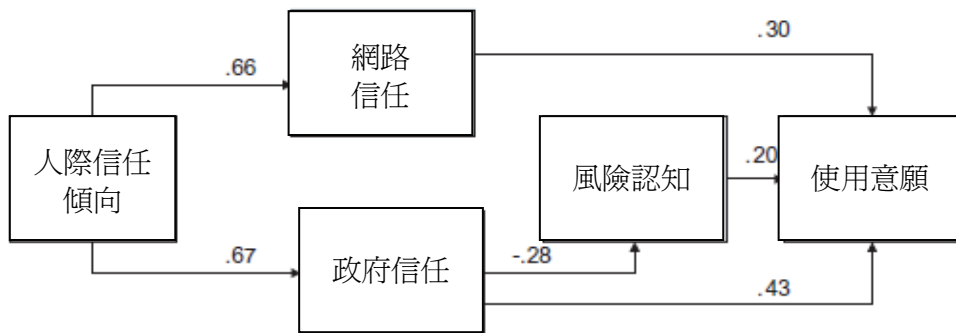 .30
網路
信任
.66
人際信任
傾向
風險認知
.20
使用意願
.67
政府信任
-.28
.43